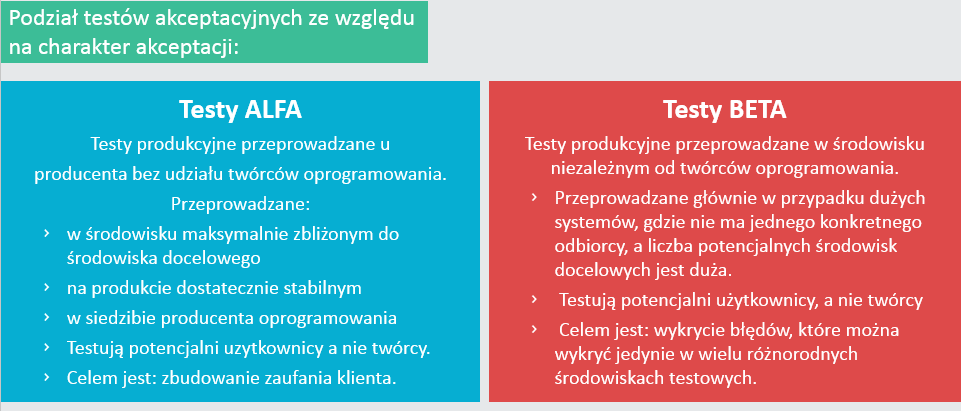 Podział testów akceptacyjnych ze względu
na charakter akceptacji:
Testy ALFA
Testy produkcyjne przeprowadzane u
producenta bez udziału twórców oprogramowania.
Przeprowadzane:
› w środowisku maksymalnie zbliżonym do
środowiska docelowego
› na produkcie dostatecznie stabilnym
› w siedzibie producenta oprogramowania
› Testują potencjalni uzytkownicy a nie twórcy.
› Celem jest: zbudowanie zaufania klienta.
Testy BETA
Testy produkcyjne przeprowadzane w środowisku
niezależnym od twórców oprogramowania.
› Przeprowadzane głównie w przypadku dużych
systemów, gdzie nie ma jednego konkretnego
odbiorcy, a liczba potencjalnych środowisk
docelowych jest duża.
› Testują potencjalni użytkownicy, a nie twórcy
› Celem jest: wykrycie błędów, które można
wykryć jedynie w wielu różnorodnych
środowiskach testowych.